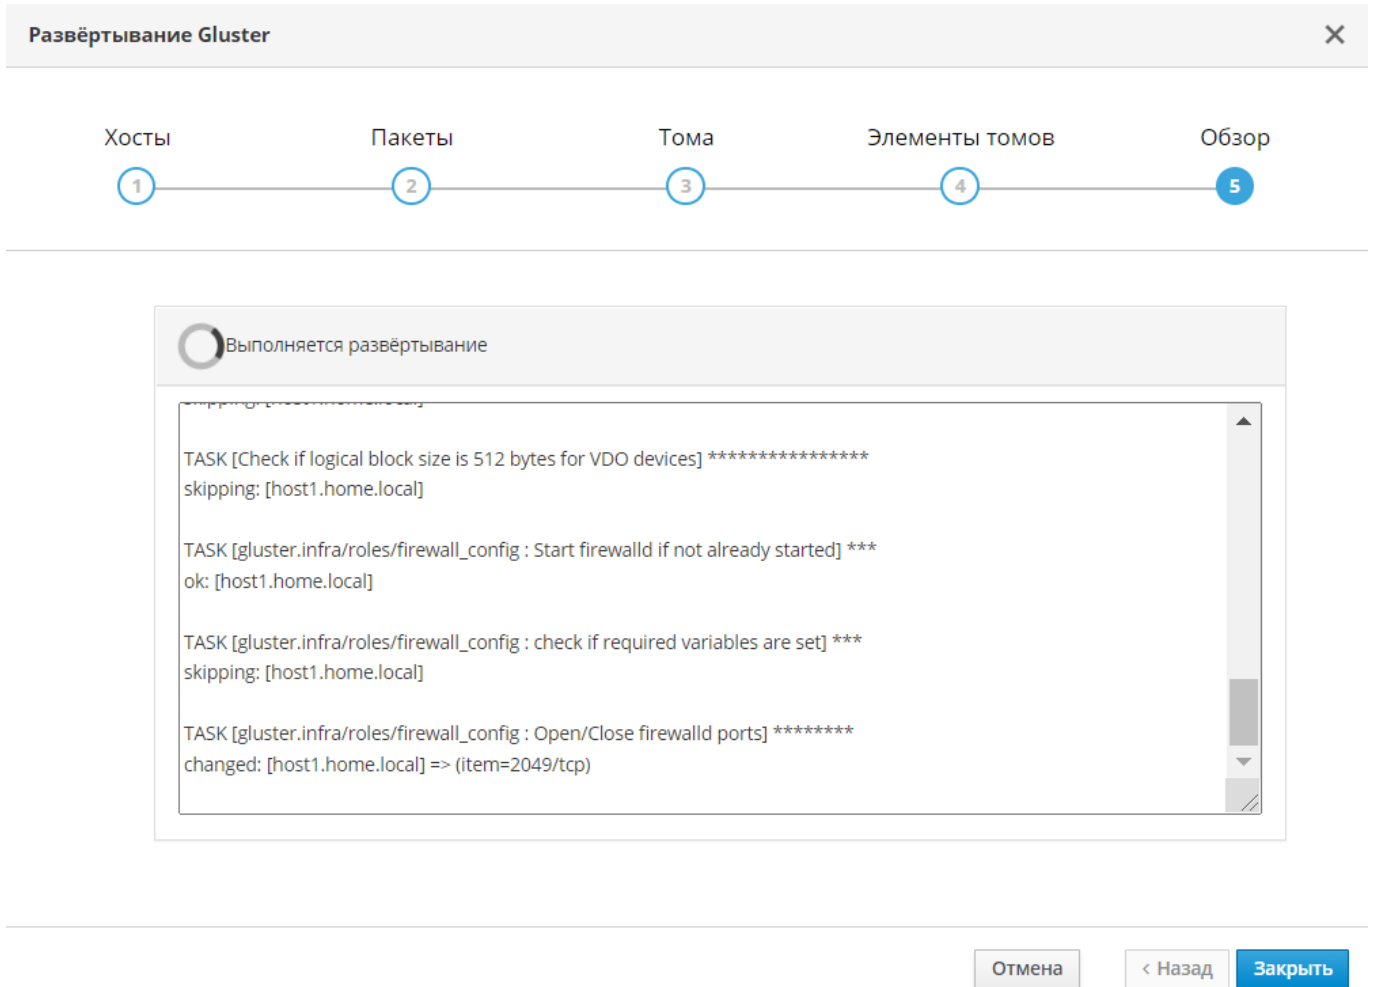 Развёртывание Gluster
Хосты
Пакеты
Тома
Элементы томов
Обзор
1
2
3
4
5
Выполняется развёртывание
skipping: [host1.home.local]
TASK [Check if logical block size is 512 bytes for VDO devices] ****************
skipping: [host1.home.local]
TASK [gluster.infra/roles/firewall_config : Start firewalld if not already started] ***
ok: [host1.home.local]
TASK [gluster.infra/roles/firewall_config : check if required variables are set] ***
skipping: [host1.home.local]
TASK [gluster.infra/roles/firewall_config : Open/Close firewalld ports] ********
changed: [host1.home.local] => (item=2049/tcp)
Отмена
< Назад
Закрыть